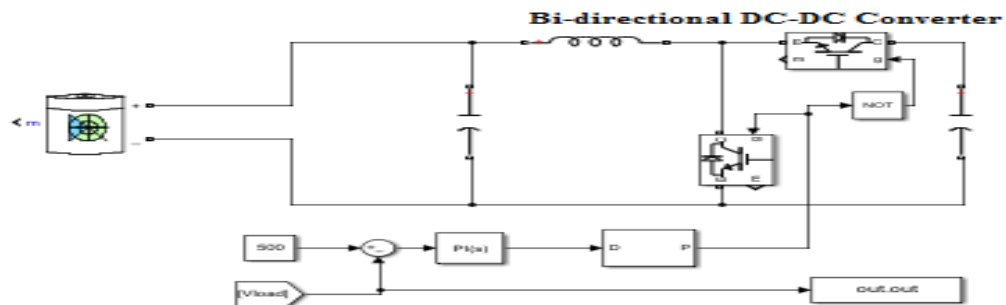 Bi-directional DC-DC Converter
E
C
m
g
+
m
NOT
g
C
m
E
-
500
+
-
PI(s)
D
P
[Vload]
out.out